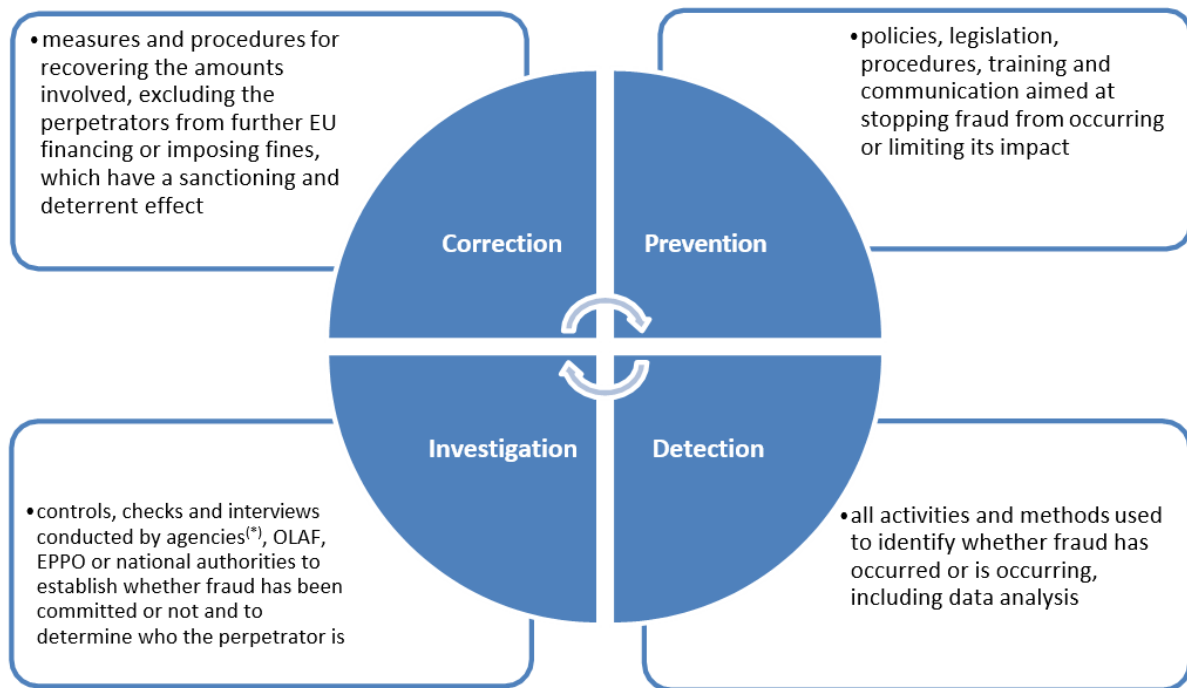 •measures and procedures for
recovering the amounts
involved, excluding the
perpetrators from further EU
financing or imposing fines,
which have a sanctioning and
deterrent effect
•policies, legislation,
procedures, training and
communication aimed at
stopping fraud from occurring
or limiting its impact
Correction
Prevention
Investigation
Detection
•controls, checks and interviews
conducted by agencies(*), OLAF,
EPPO or national authorities to
establish whether fraud has been
committed or not and to
determine who the perpetrator is
•all activities and methods used
to identify whether fraud has
occurred or is occurring,
including data analysis